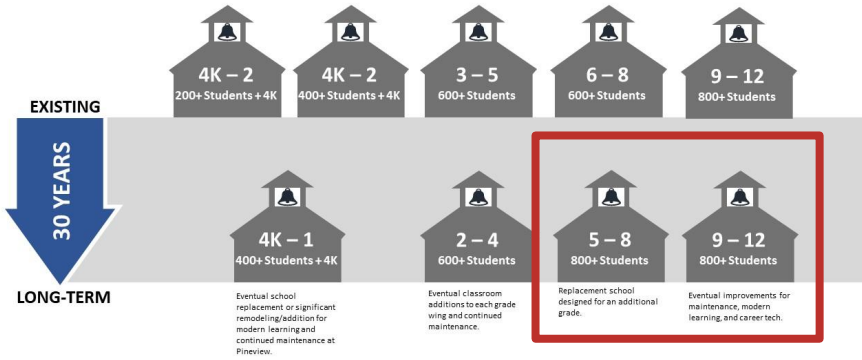 4K – 2
200+ Students + 4K
4K – 2
400+ Students + 4K
3 – 5
600+ Students
6 – 8
600+ Students
9 – 12
800+ Students
EXISTING
30 YEARS
LONG-TERM
4K – 1
400+ Students + 4K
Eventual school
replacement or significant
remodeling/addition for
modern learning and
continued maintenance at
Pineview.
2 – 4
600+ Students
Eventual classroom
additions to each grade
wing and continued
maintenance.
5 – 8
800+ Students
Replacement school
designed for an additional
grade.
9 – 12
800+ Students
Eventual improvements for
maintenance, modern
learning, and career tech.